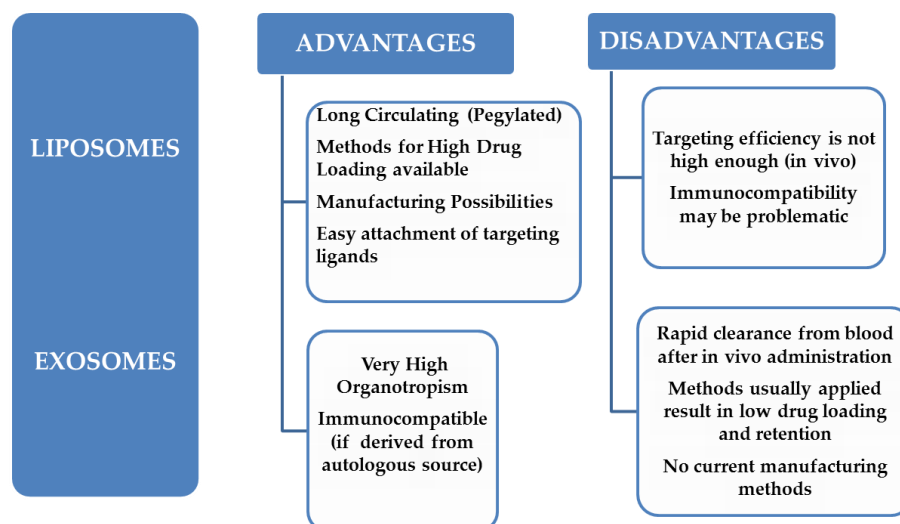 ADVANTAGES
DISADVANTAGES
LIPOSOMES
Long Circulating (Pegylated)
Methods for High Drug
Loading available
Manufacturing Possibilities
Easy attachment of targeting
ligands
Targeting efficiency is not
high enough (in vivo)
Immunocompatibility
may be problematic
EXOSOMES
Very High
Organotropism
Immunocompatible
(if derived from
autologous source)
Rapid clearance from blood
after in vivo administration
Methods usually applied
result in low drug loading
and retention
No current manufacturing
methods